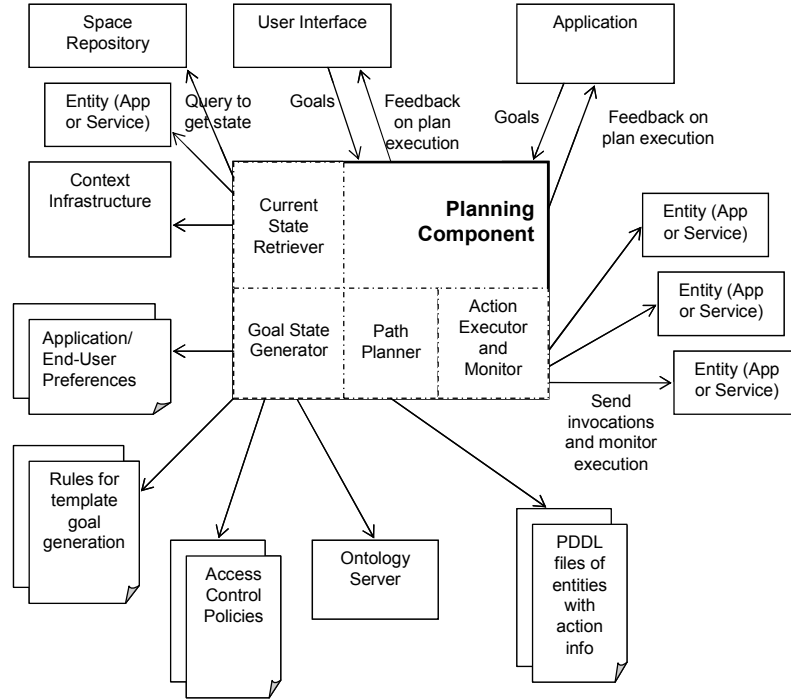 Space
Repository
User Interface
Application
Entity (App
or Service)
Query to
get state
Goals
Feedback
on plan
execution
Goals
Feedback on
plan execution
Context
Infrastructure
Current
State
Retriever
Planning
Component
Entity (App
or Service)
Entity (App
or Service)
Entity (App
or Service)
Application/
End-User
Preferences
Goal State
Generator
Path
Planner
Action
Executor
and
Monitor
Send
invocations
and monitor
execution
Rules for
template
goal
generation
Access
Control
Policies
Ontology
Server
PDDL
files of
entities
with
action
info